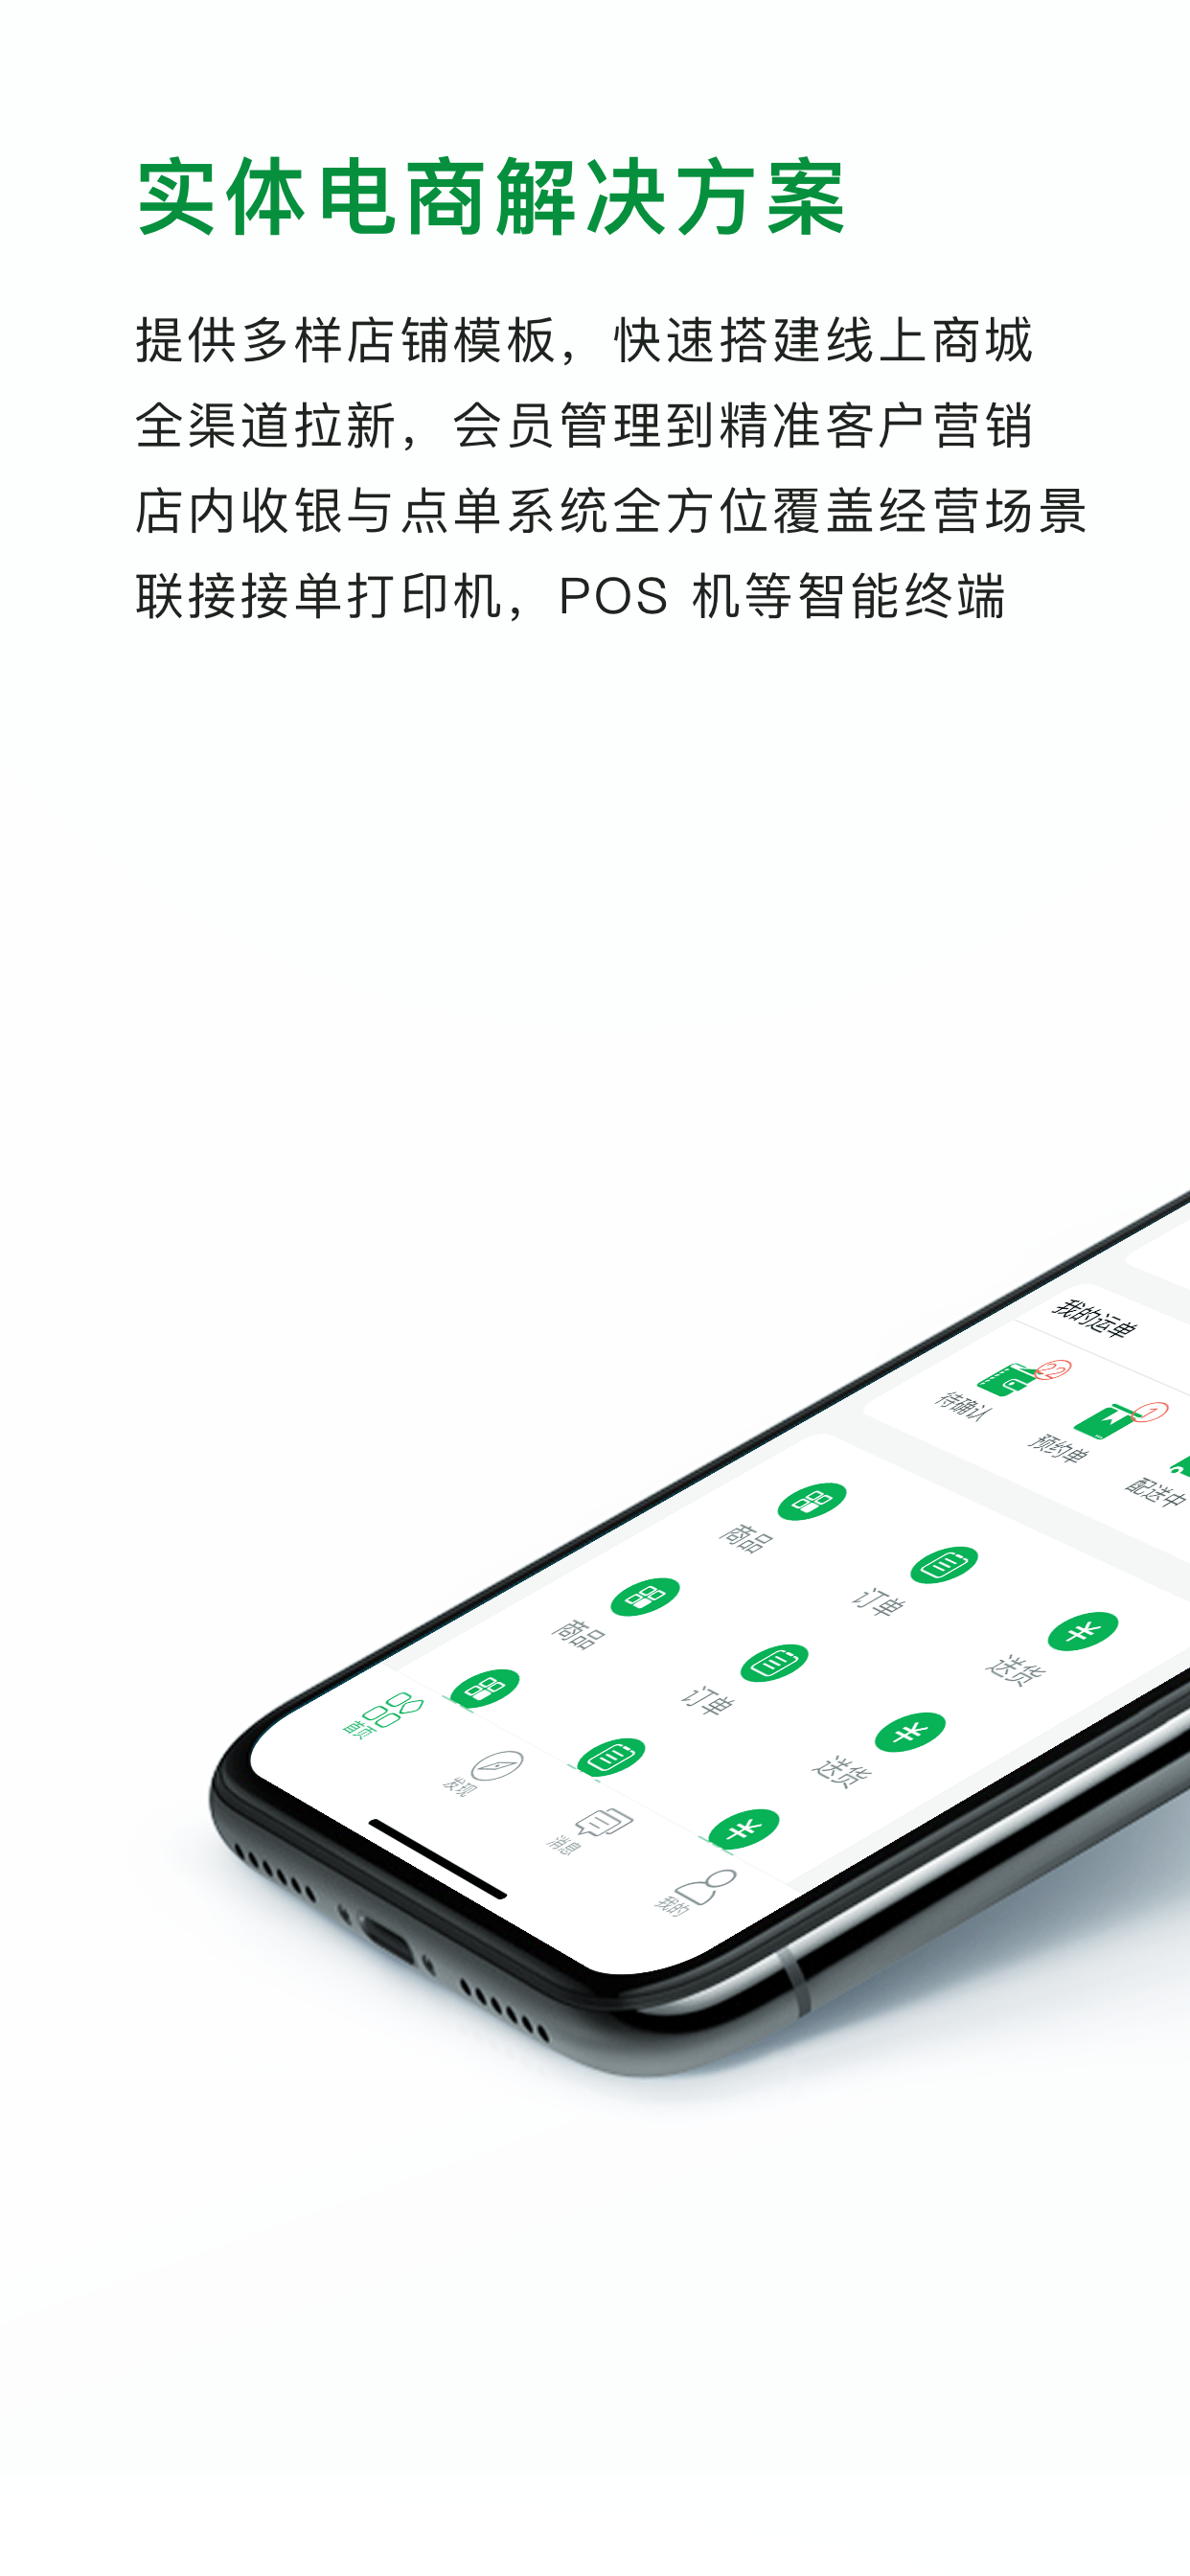 实体电商解决方案
提供多样店铺模板，快速搭建线上商城
全渠道拉新，会员管理到精准客户营销
店内收银与点单系统全方位覆盖经营场景
联接接单打印机，POS 机等智能终端
我的运单
22
待确认
1
预约单
配送中
商品
订单
送货
商品
订单
送货
首页
发现
消息
我的